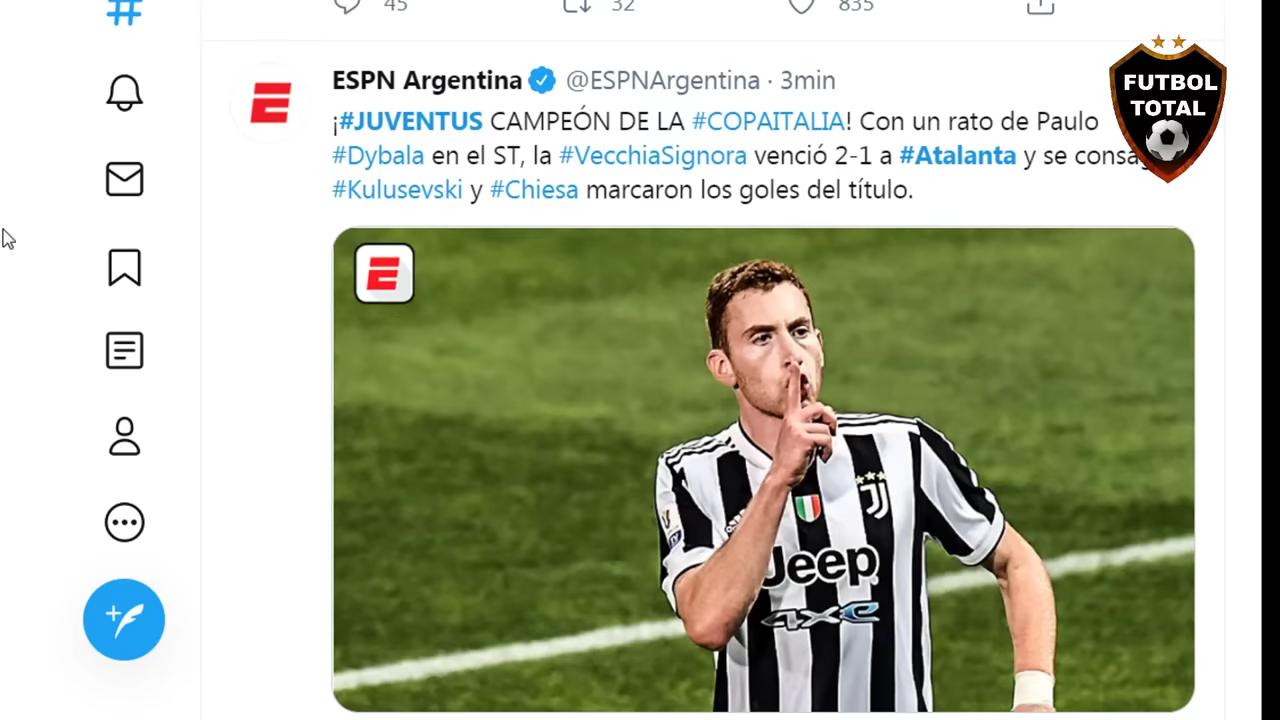 45 32 835
ESPN Argentina @ESPNArgentina · 3min
FUTBOL
TOTAL
¡#JUVENTUS CAMPEÓN DE LA #COPAITALIA! Con un rato de Paulo
#Dybala en el ST, la #VecchiaSignora venció 2-1 a #Atalanta y se
#Kulusevski y #Chiesa marcaron los goles del título.
E
E
Jeep
4xe